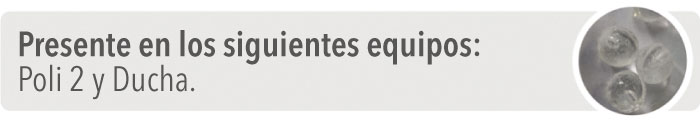 Presente en los siguientes equipos:
Poli 2 y Ducha.